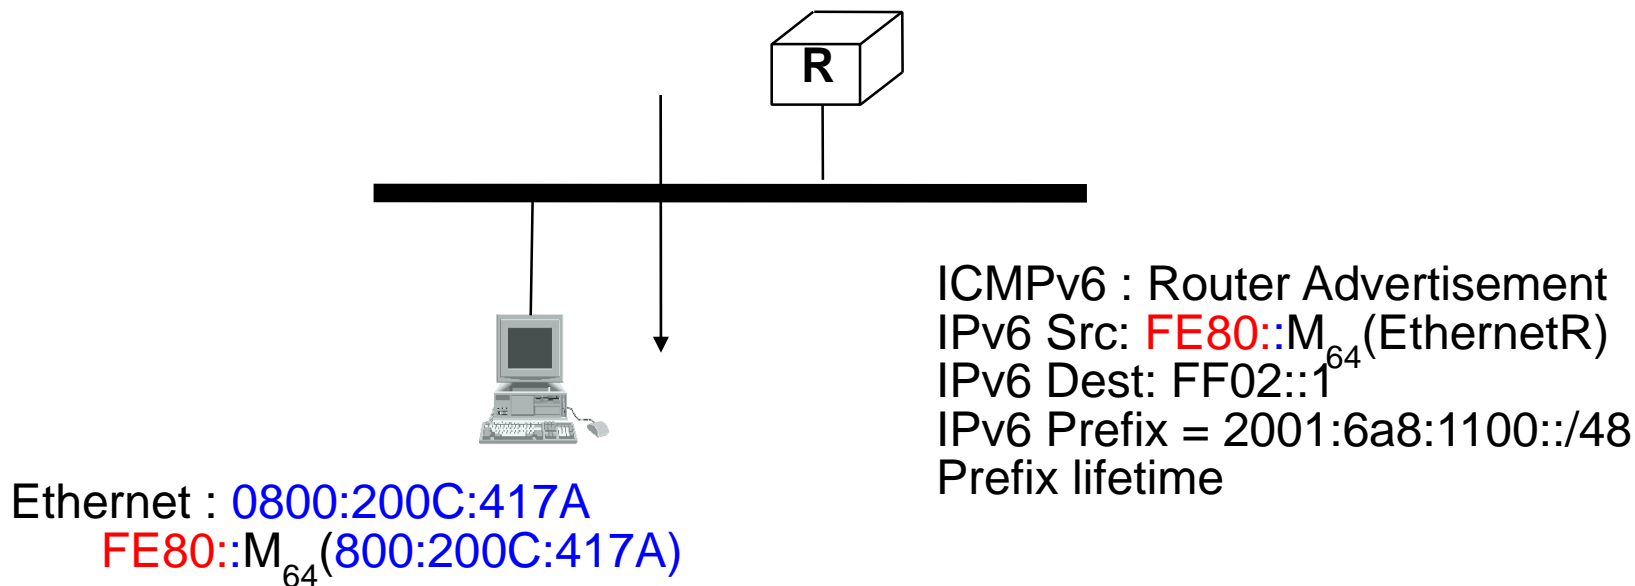 R
ICMPv6 : Router Advertisement
IPv6 Src: FE80::M64(EthernetR)
IPv6 Dest: FF02::1
IPv6 Prefix = 2001:6a8:1100::/48
Prefix lifetime
Ethernet : 0800:200C:417A
FE80::M64(800:200C:417A)